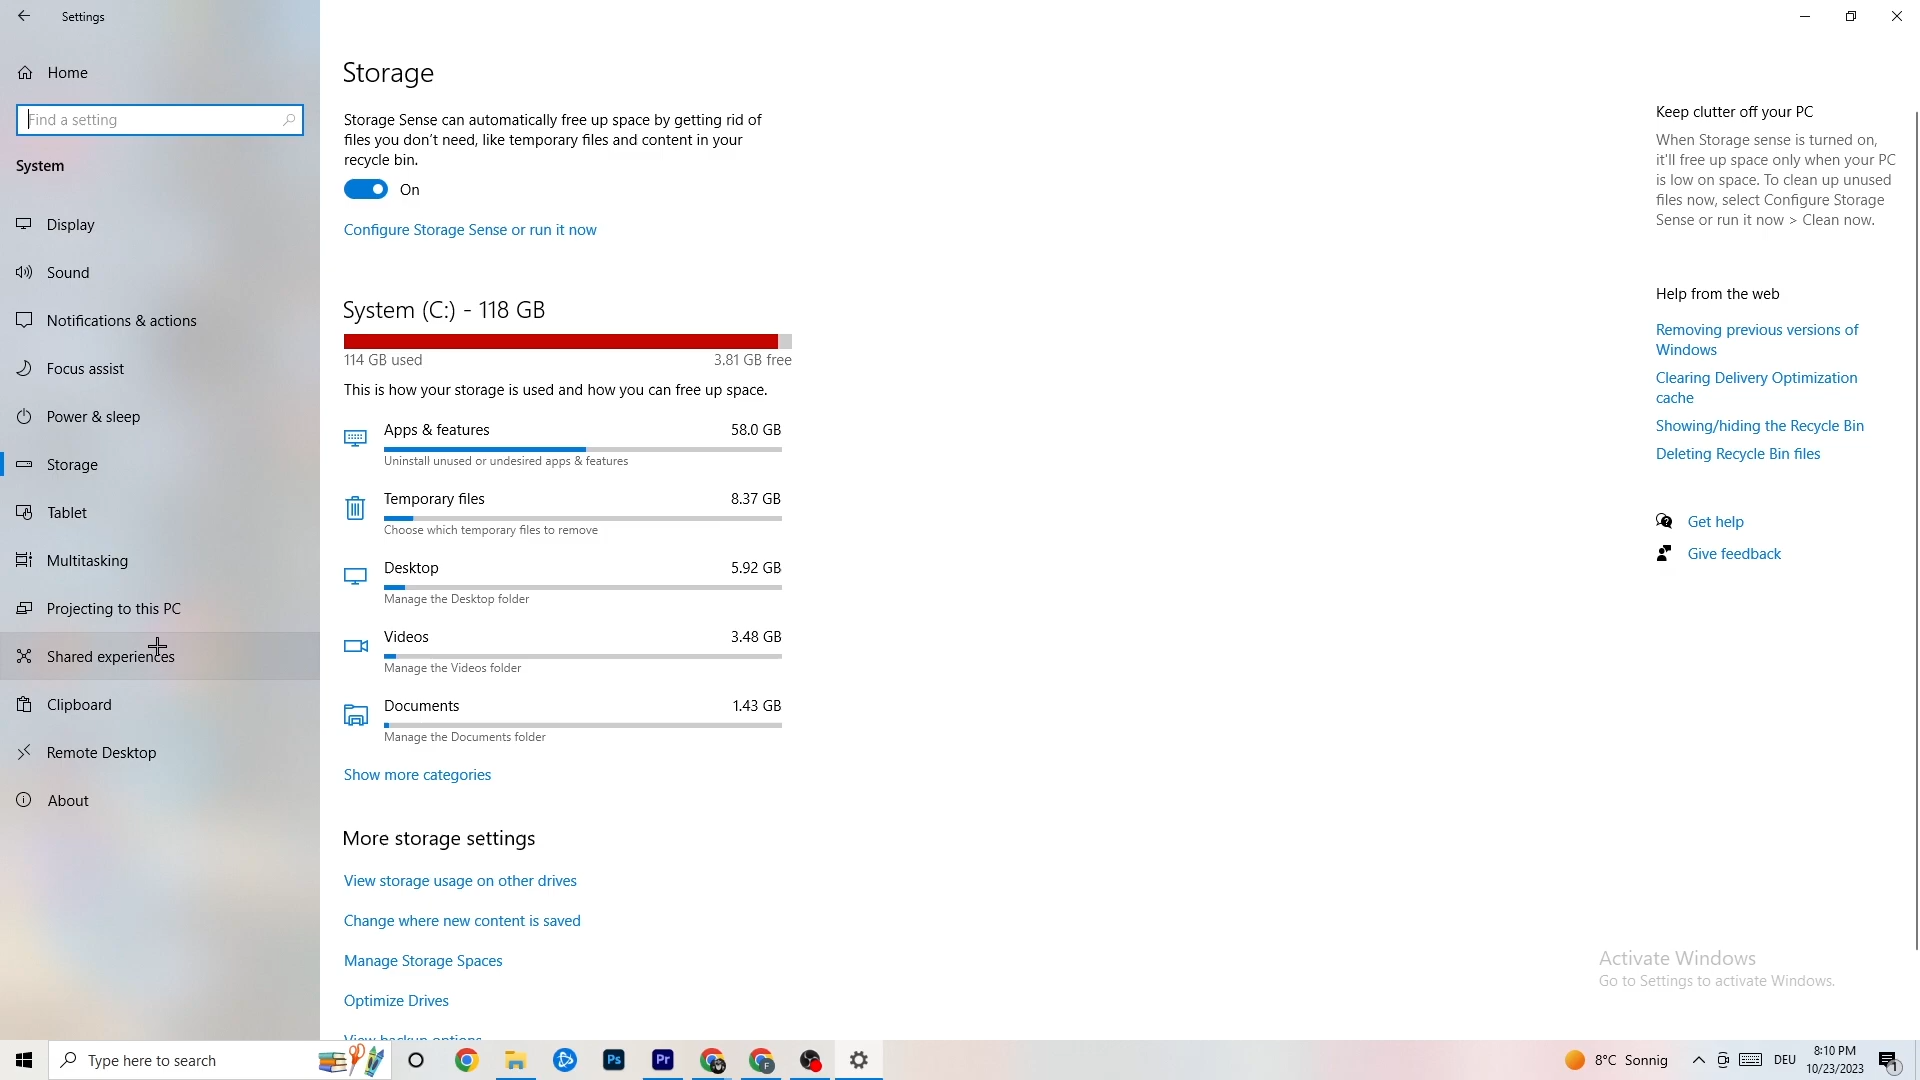 Settings
Home
Find a setting
System
Display
Sound
Notifications & actions
Focus assist
Power & sleep
Storage
Tablet
Multitasking
Projecting to this PC
Shared experiences
Clipboard
Remote Desktop
About
Storage
Storage Sense can automatically free up space by getting rid of
files you don't need, like temporary files and content in your
recycle bin.
On
Configure Storage Sense or run it now
System (C:) - 118 GB
114 GB used
3.81 GB free
This is how your storage is used and how you can free up space.
Apps & features
58.0 GB
Uninstall unused or undesired apps & features
Temporary files
8.37 GB
Choose which temporary files to remove
Desktop
5.92 GB
Manage the Desktop folder
Videos
3.48 GB
Manage the Videos folder
Documents
1.43 GB
Manage the Documents folder
Show more categories
More storage settings
View storage usage on other drives
Change where new content is saved
Manage Storage Spaces
Optimize Drives
View backup options
Keep clutter off your PC
When Storage sense is turned on,
it'll free up space only when your PC
is low on space. To clean up unused
files now, select Configure Storage
Sense or run it now > Clean now.
Help from the web
Removing previous versions of
Windows
Clearing Delivery Optimization
cache
Showing/hiding the Recycle Bin
Deleting Recycle Bin files
Get help
Give feedback
Activate Windows
Go to Settings to activate Windows.
Type here to search
Ps
Pr
F
8°C Sonnig
DEU
8:10 PM
10/23/2023
1